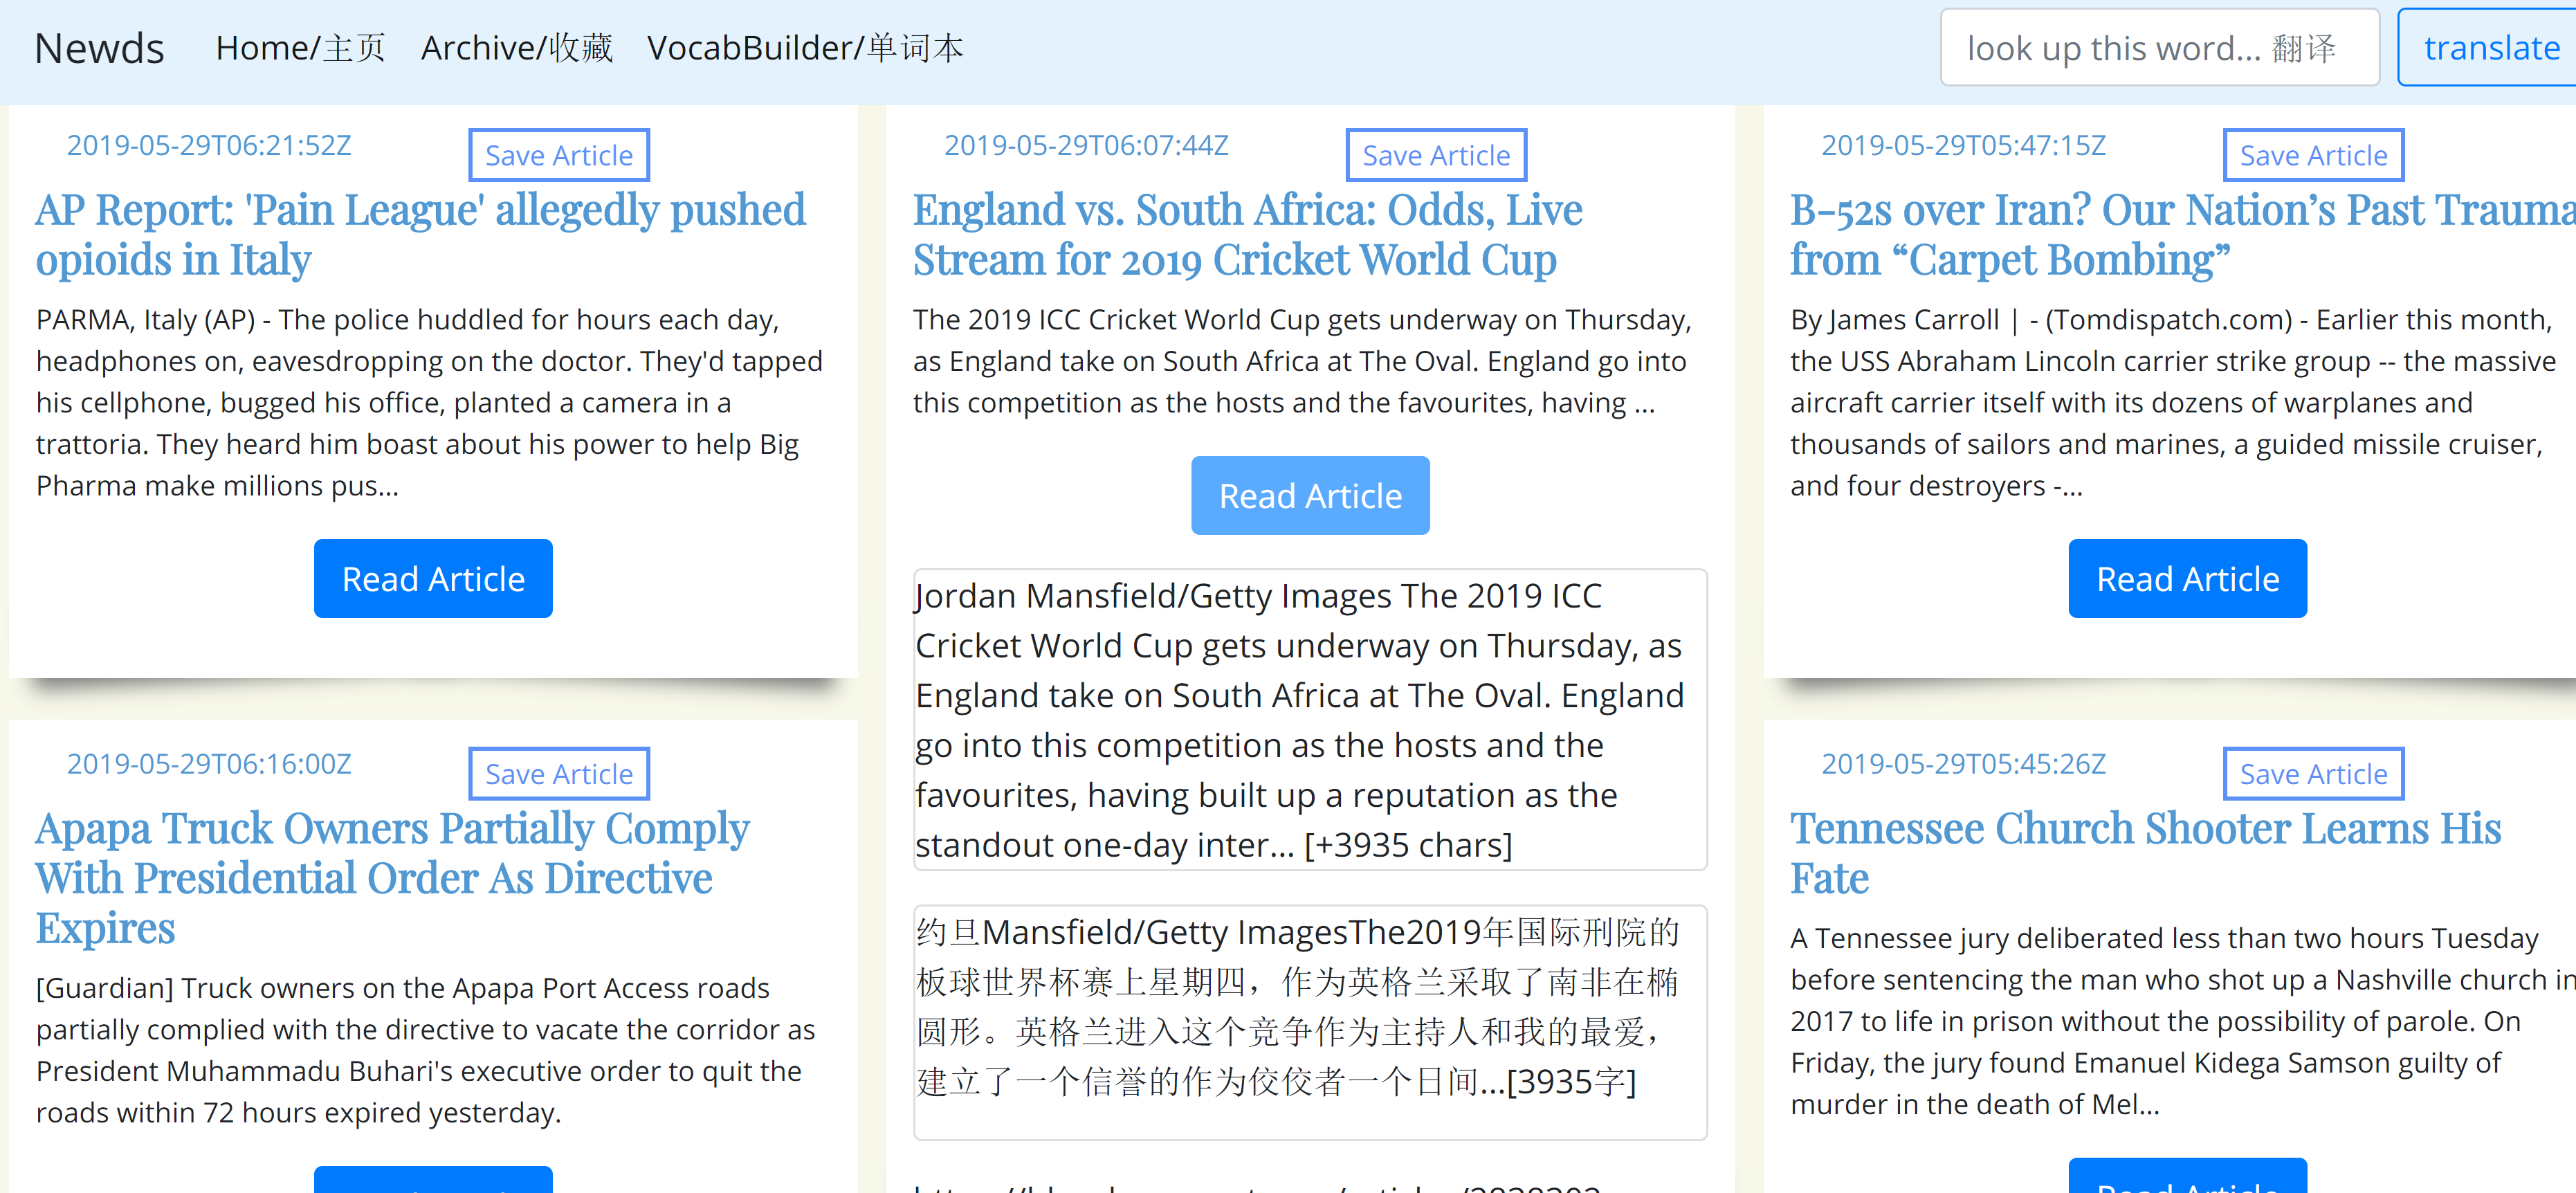 Newds Home/主页 Archive/收藏 VocabBuilder/单词本 look up this word... 翻译 translate
2019-05-29T06:21:52Z Save Article
AP Report: 'Pain League' allegedly pushed
opioids in Italy
PARMA, Italy (AP) - The police huddled for hours each day,
headphones on, eavesdropping on the doctor. They'd tapped
his cellphone, bugged his office, planted a camera in a
trattoria. They heard him boast about his power to help Big
Pharma make millions pus...
Read Article
2019-05-29T06:16:00Z Save Article
Apapa Truck Owners Partially Comply
With Presidential Order As Directive
Expires
[Guardian] Truck owners on the Apapa Port Access roads
partially complied with the directive to vacate the corridor as
President Muhammadu Buhari's executive order to quit the
roads within 72 hours expired yesterday.
2019-05-29T06:07:44Z Save Article
England vs. South Africa: Odds, Live
Stream for 2019 Cricket World Cup
The 2019 ICC Cricket World Cup gets underway on Thursday,
as England take on South Africa at The Oval. England go into
this competition as the hosts and the favourites, having ...
Read Article
Jordan Mansfield/Getty Images The 2019 ICC
Cricket World Cup gets underway on Thursday, as
England take on South Africa at The Oval. England
go into this competition as the hosts and the
favourites, having built up a reputation as the
standout one-day inter... [+3935 chars]
约旦Mansfield/Getty ImagesThe2019年国际刑院的
板球世界杯赛上星期四，作为英格兰采取了南非在椭
圆形。英格兰进入这个竞争作为主持人和我的最爱，
建立了一个信誉的作为佼佼者一个日间...[3935字]
2019-05-29T05:47:15Z Save Article
B-52s over Iran? Our Nation’s Past Trauma
from “Carpet Bombing”
By James Carroll | - (Tomdispatch.com) - Earlier this month,
the USS Abraham Lincoln carrier strike group -- the massive
aircraft carrier itself with its dozens of warplanes and
thousands of sailors and marines, a guided missile cruiser,
and four destroyers -...
Read Article
2019-05-29T05:45:26Z Save Article
Tennessee Church Shooter Learns His
Fate
A Tennessee jury deliberated less than two hours Tuesday
before sentencing the man who shot up a Nashville church in
2017 to life in prison without the possibility of parole. On
Friday, the jury found Emanuel Kidega Samson guilty of
murder in the death of Mel...
Read Article